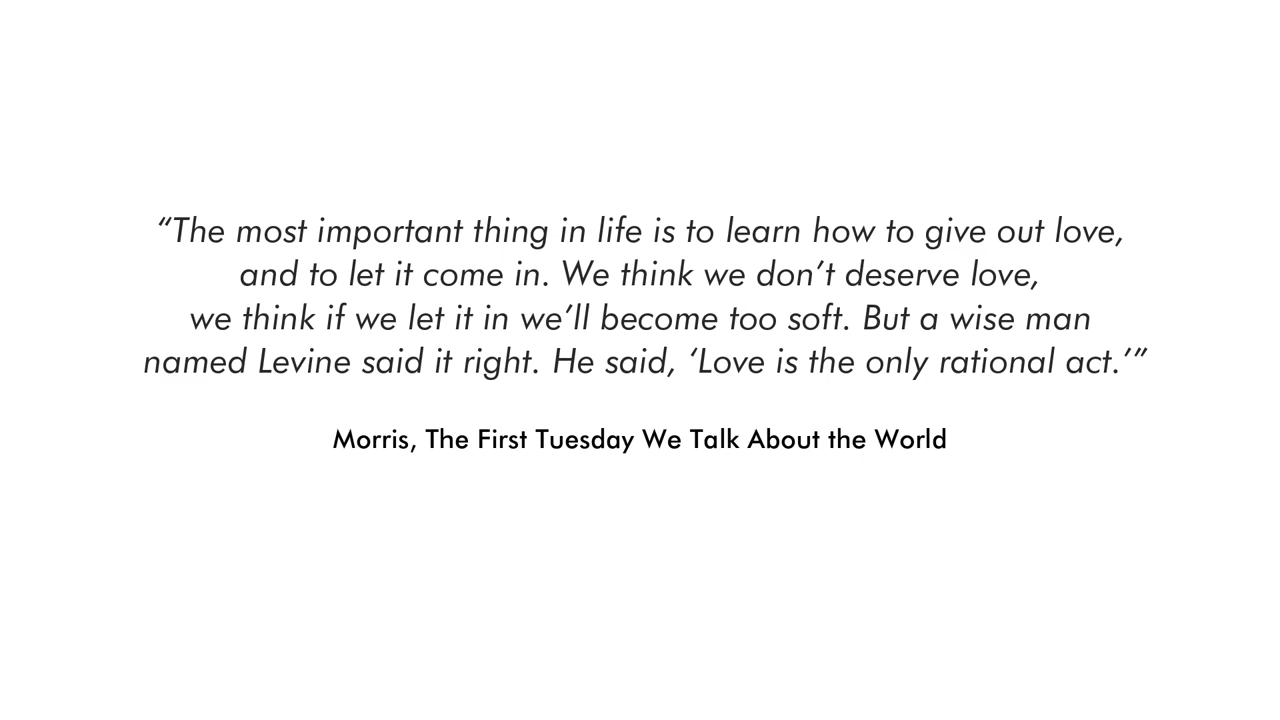 “The most important thing in life is to learn how to give out love,
and to let it come in. We think we don’t deserve love,
we think if we let it in we’ll become too soft. But a wise man
named Levine said it right. He said, ‘Love is the only rational act.’”
Morris, The First Tuesday We Talk About the World